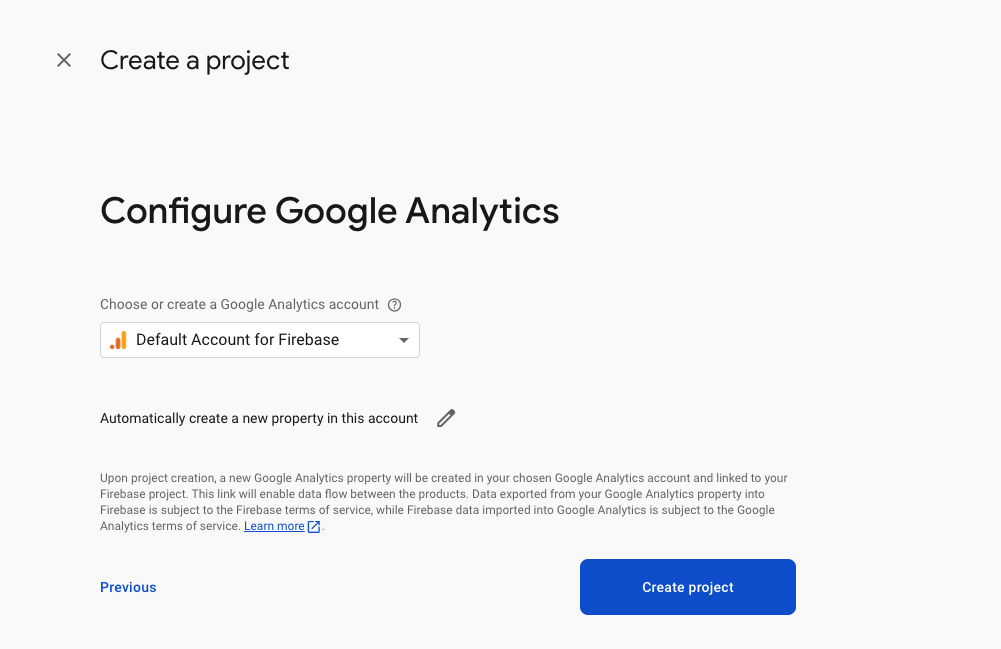 Create a project
Configure Google Analytics
Choose or create a Google Analytics account
Default Account for Firebase
Automatically create a new property in this account
Upon project creation, a new Google Analytics property will be created in your chosen Google Analytics account and linked to your
Firebase project. This link will enable data flow between the products. Data exported from your Google Analytics property into
Firebase is subject to the Firebase terms of service, while Firebase data imported into Google Analytics is subject to the Google
Analytics terms of service. Learn more.
Previous
Create project